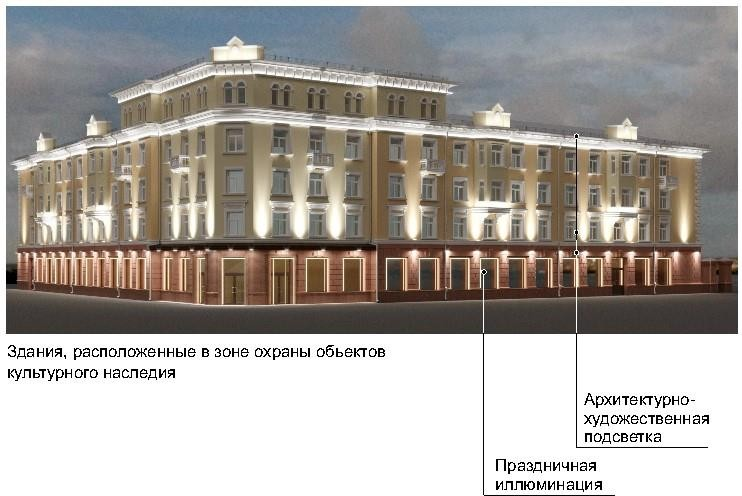 Здания, расположенные в зоне охраны объектов
культурного наследия
Архитектурно-
художественная
подсветка
Праздничная
иллюминация